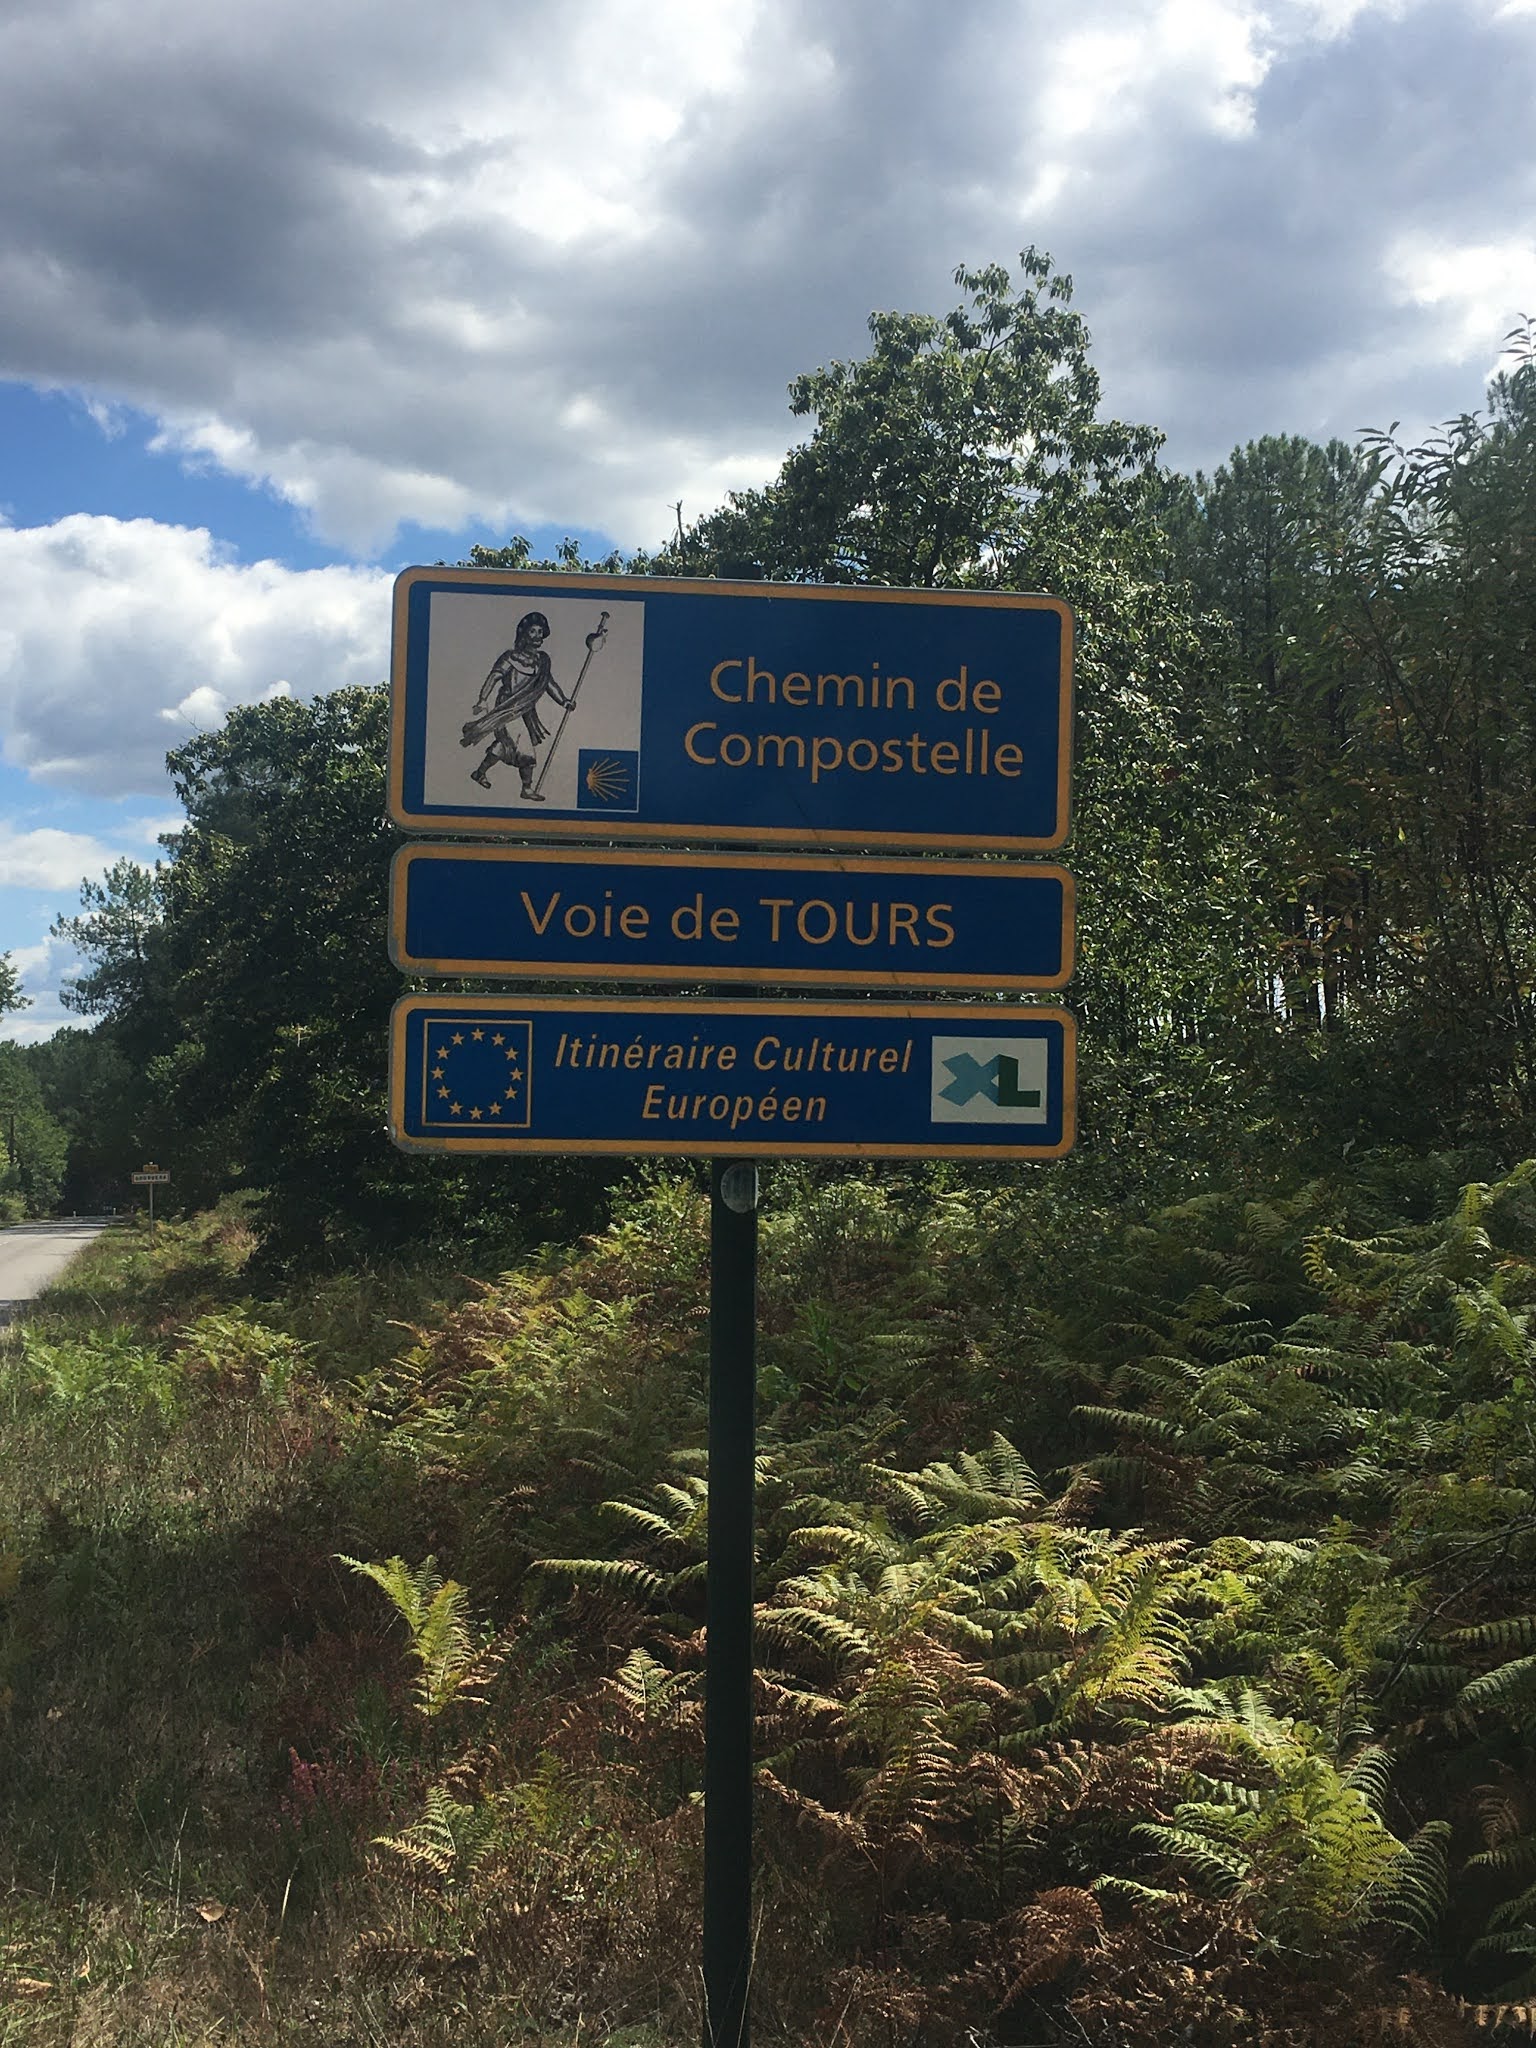 Chemin de
Compostelle
Voie de TOURS
Itinéraire Culturel
Européen
XL